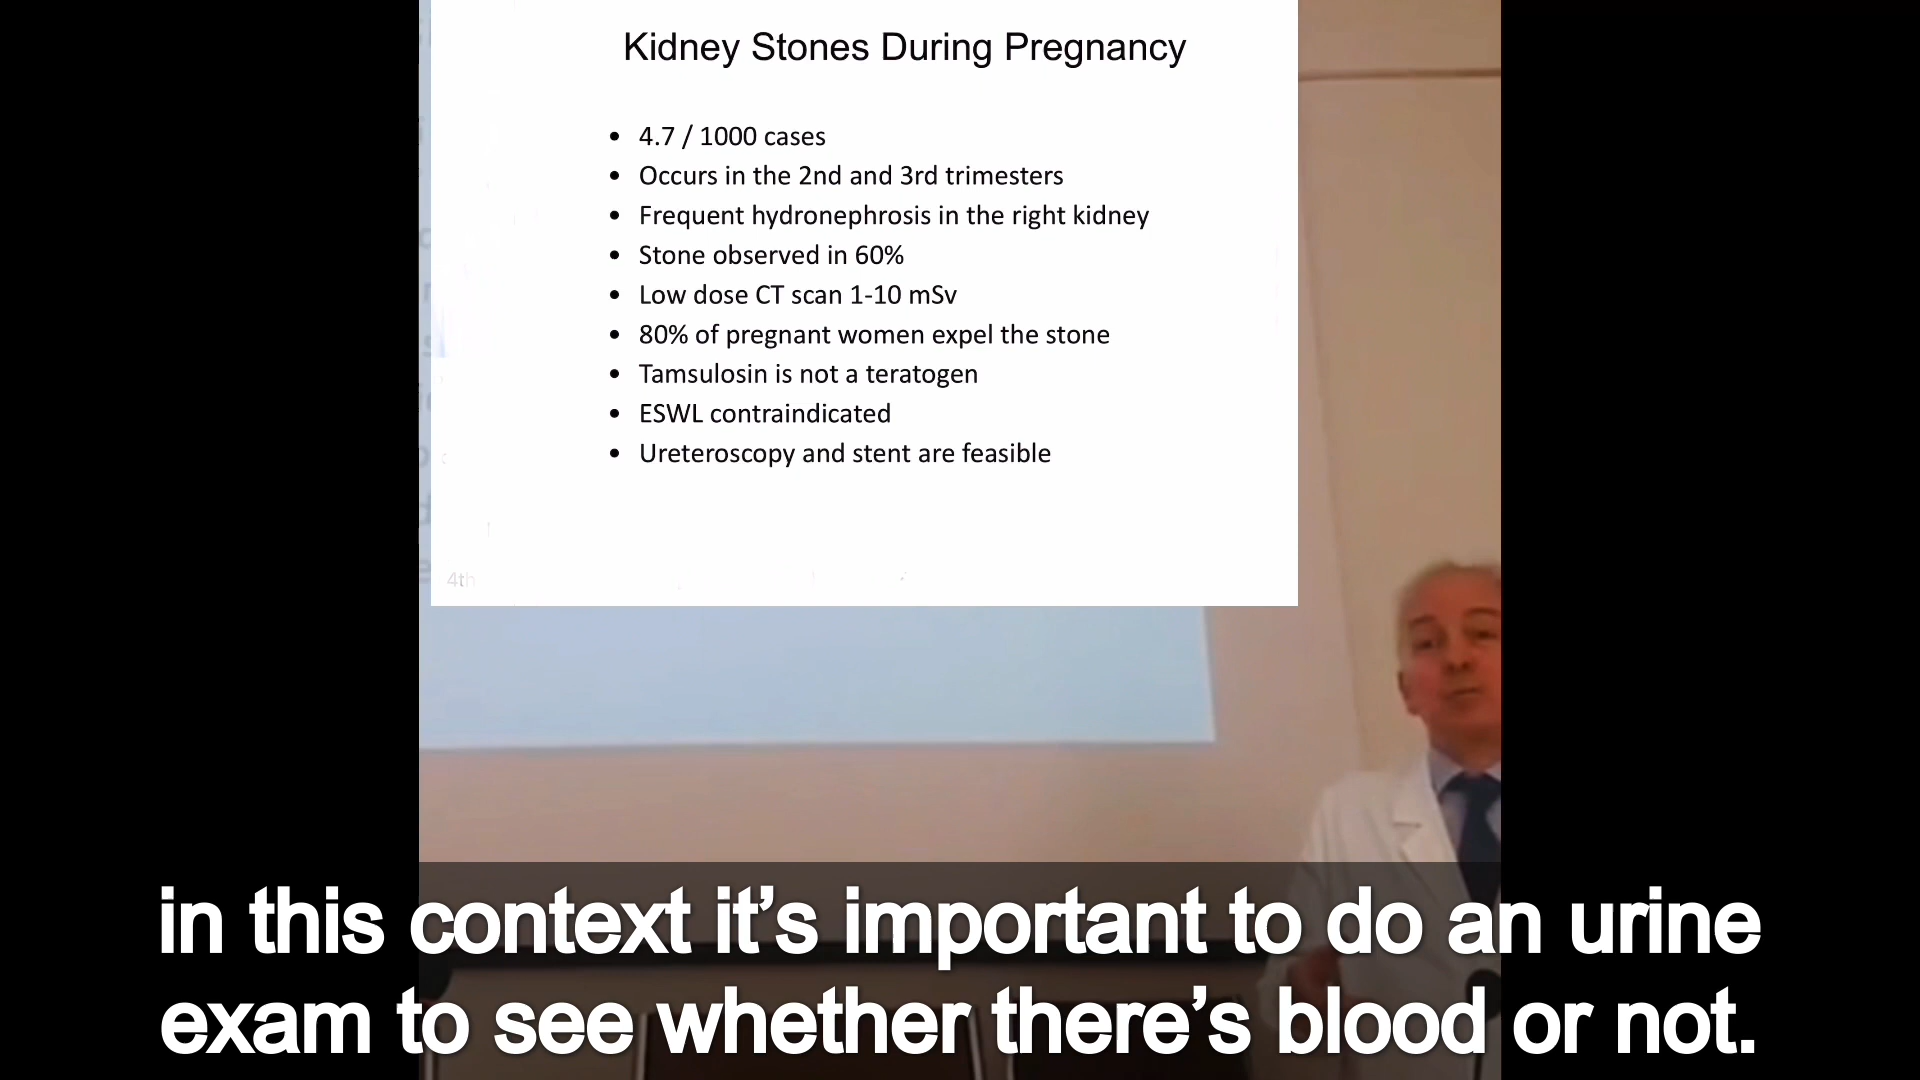 Kidney Stones During Pregnancy
• 4.7 / 1000 cases
• Occurs in the 2nd and 3rd trimesters
• Frequent hydronephrosis in the right kidney
• Stone observed in 60%
• Low dose CT scan 1-10 mSv
• 80% of pregnant women expel the stone
• Tamsulosin is not a teratogen
• ESWL contraindicated
• Ureteroscopy and stent are feasible
4th
in this context it’s important to do an urine
exam to see whether there’s blood or not.